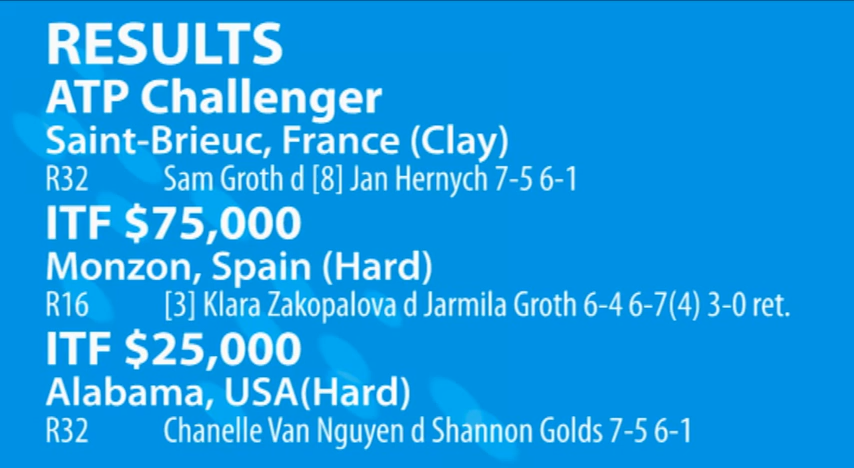 RESULTS
ATP Challenger
Saint-Brieuc, France (Clay)
R32 Sam Groth d [8] Jan Hernych 7-5 6-1
ITF $75,000
Monzon, Spain (Hard)
R16 [3] Klara Zakopalova d Jarmila Groth 6-4 6-7(4) 3-0 ret.
ITF $25,000
Alabama, USA(Hard)
R32 Chanelle Van Nguyen d Shannon Golds 7-5 6-1